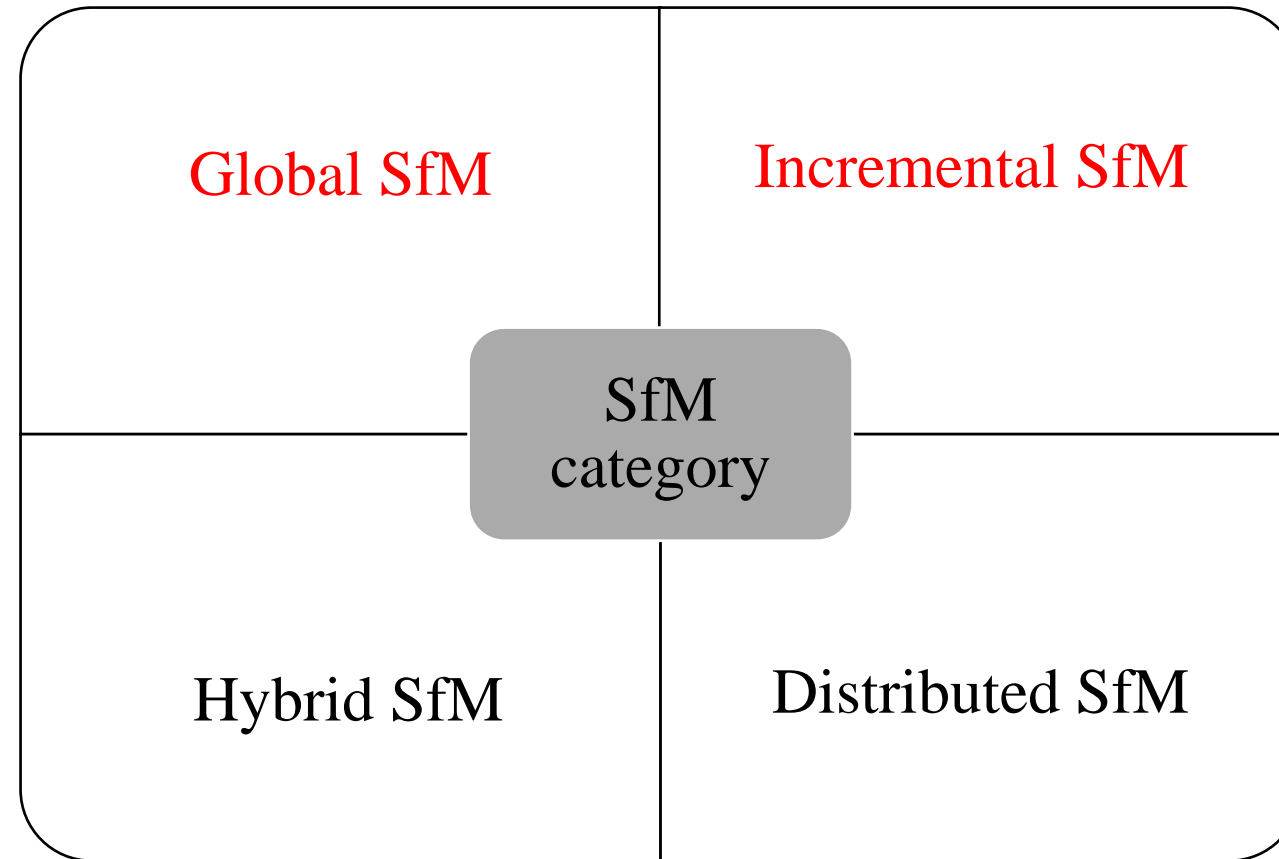 Global SfM
Incremental SfM
SfM
category
Hybrid SfM
Distributed SfM